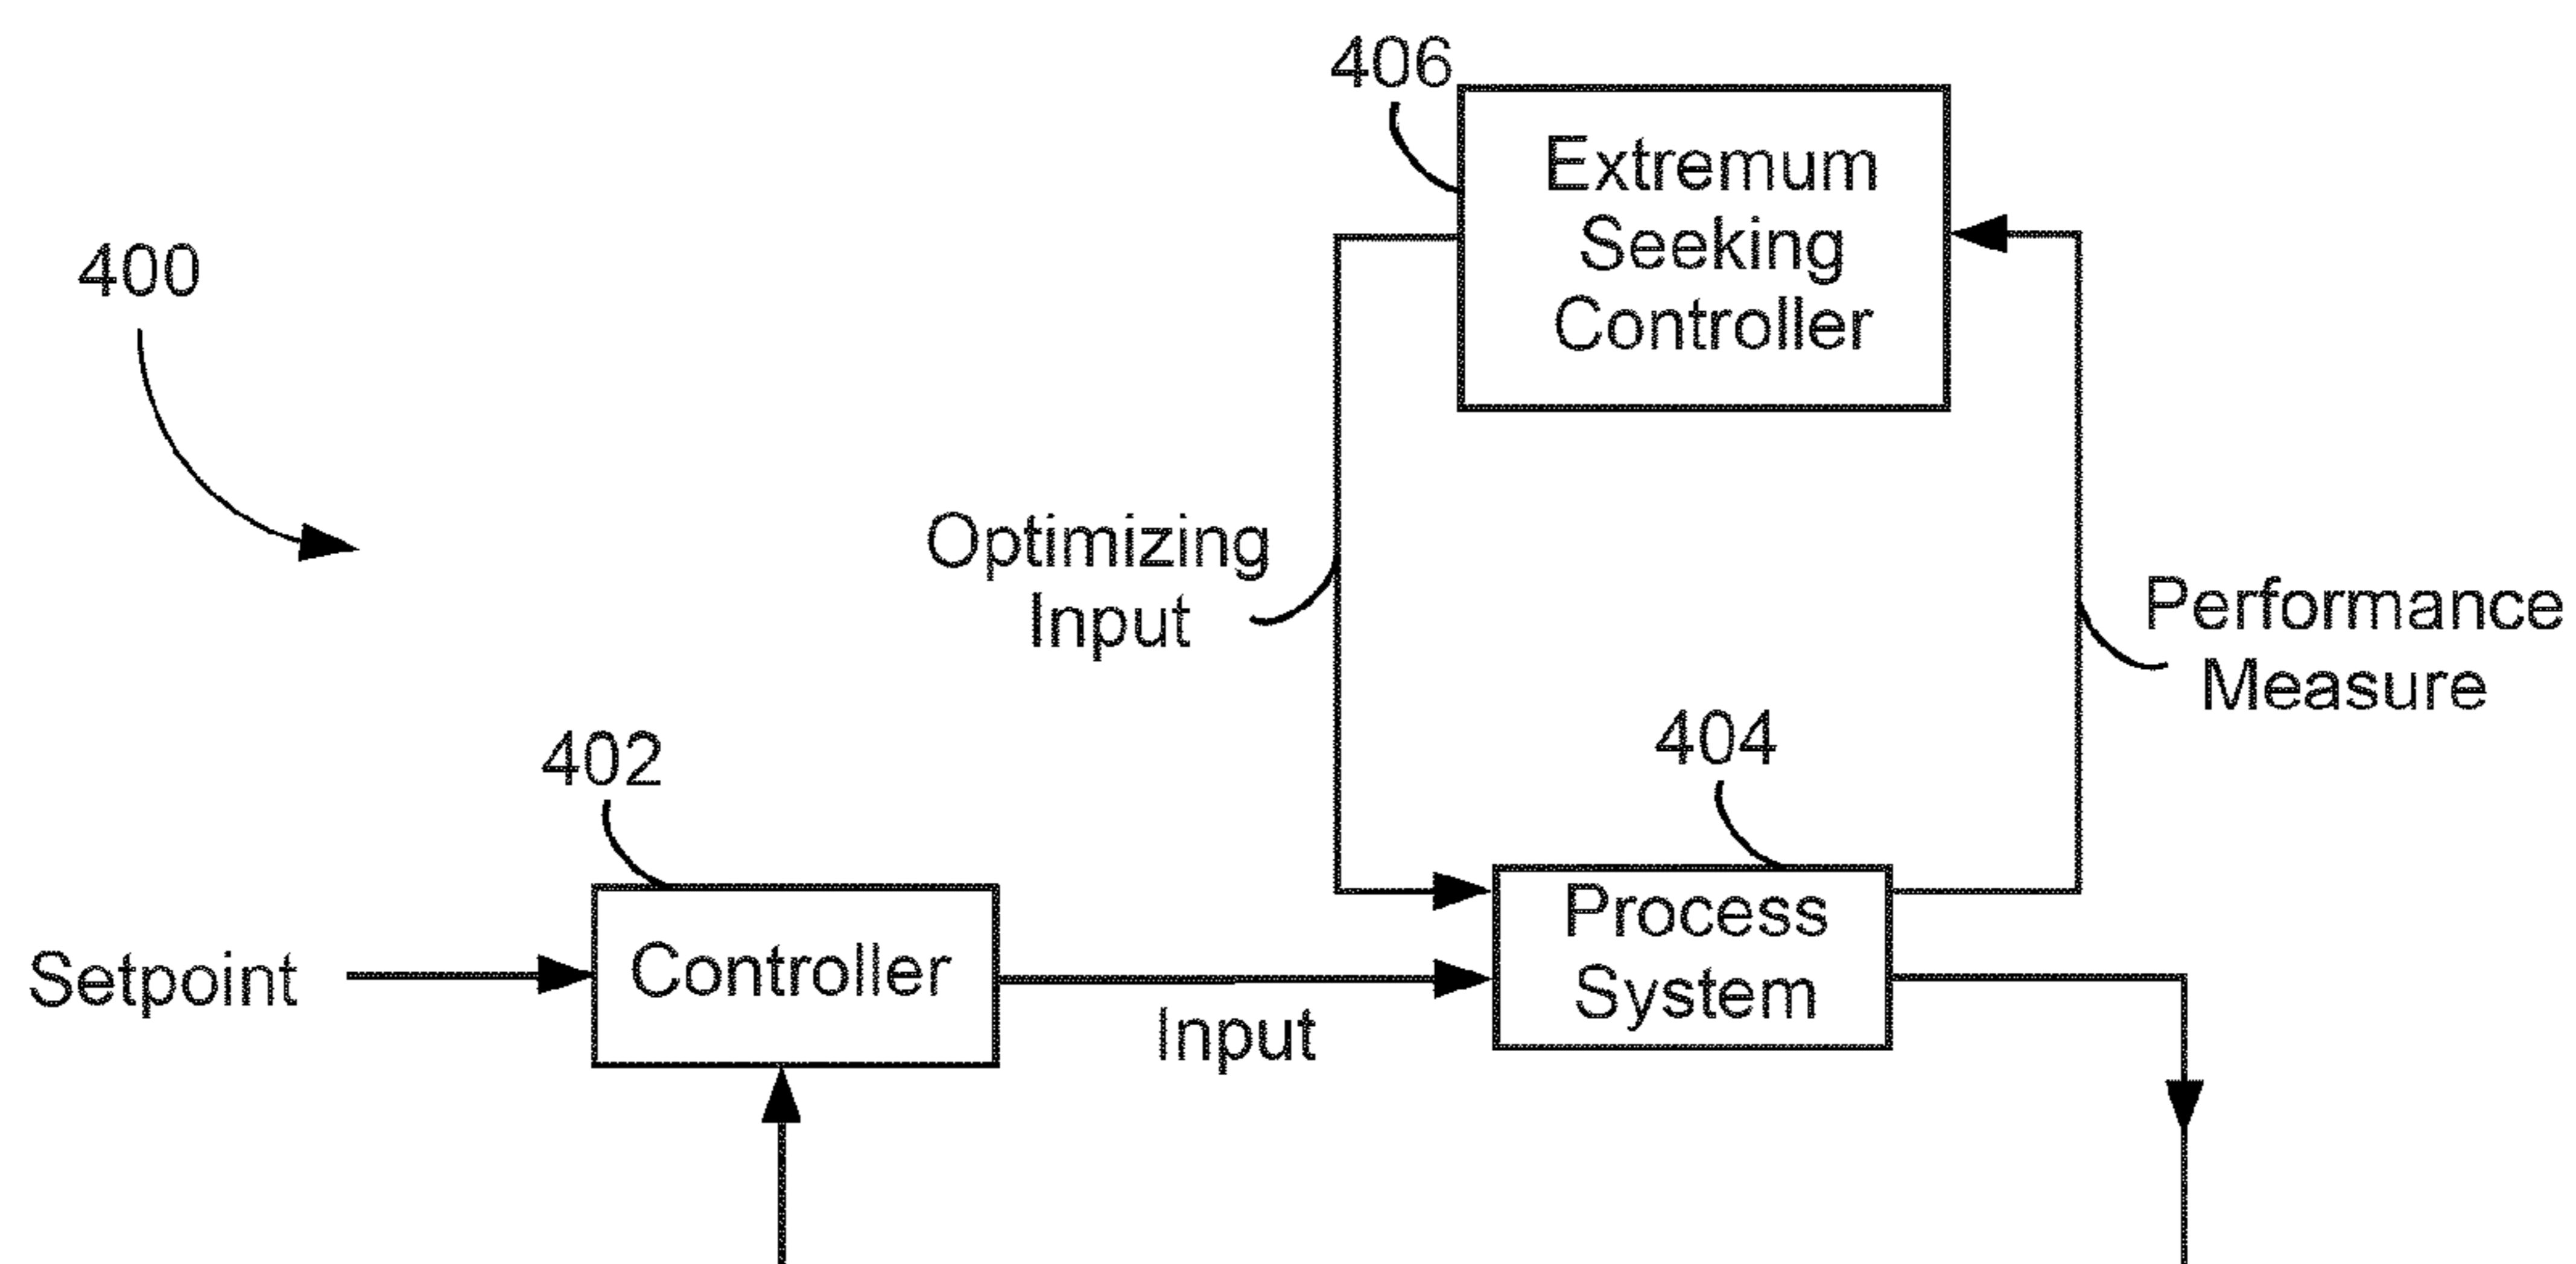 406
Extremum
Seeking
Controller
400
Optimizing
Input
Performance
Measure
402
404
Setpoint
Controller
Input
Process
System